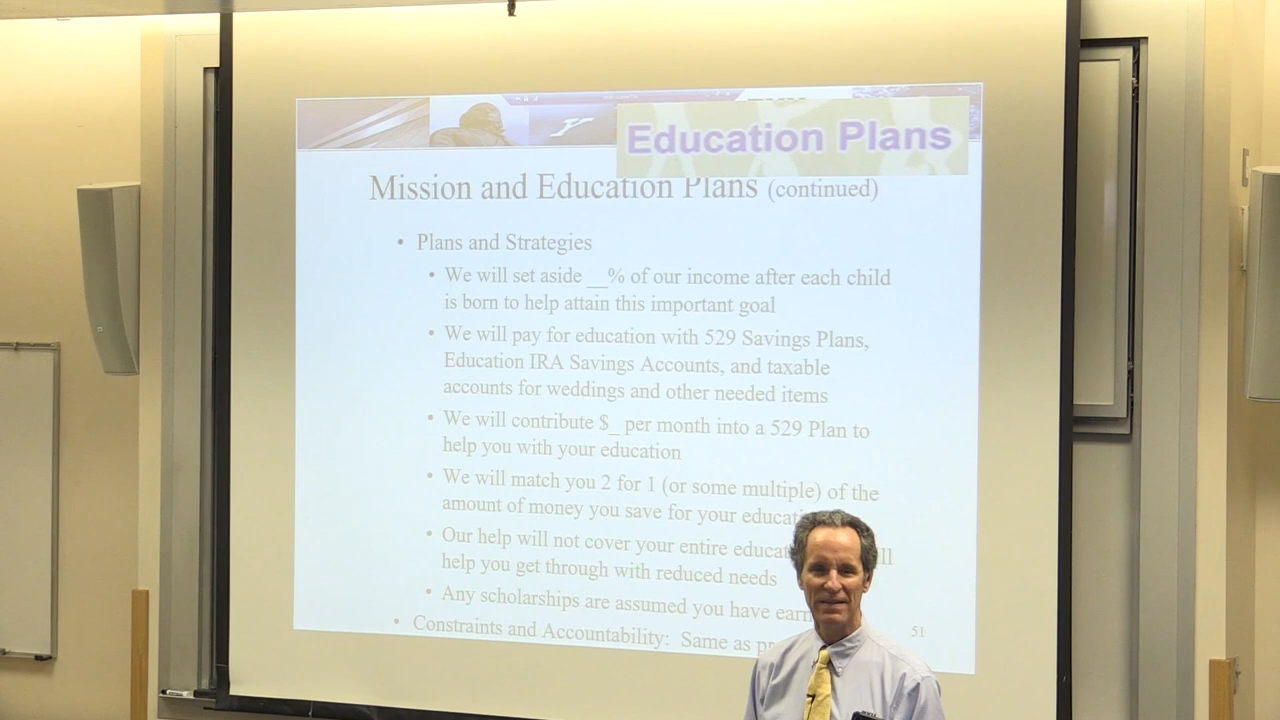 Y
Education Plans
Mission and Education Plans (continued)
• Plans and Strategies
• We will set aside __% of our income after each child
is born to help attain this important goal
• We will pay for education with 529 Savings Plans,
Education IRA Savings Accounts, and taxable
accounts for weddings and other needed items
• We will contribute $_ per month into a 529 Plan to
help you with your education
• We will match you 2 for 1 (or some multiple) of the
amount of money you save for your
• Our help will not cover your entire
help you get through with reduced needs
• Any scholarships are assumed you have
• Constraints and Accountability: Same as
51